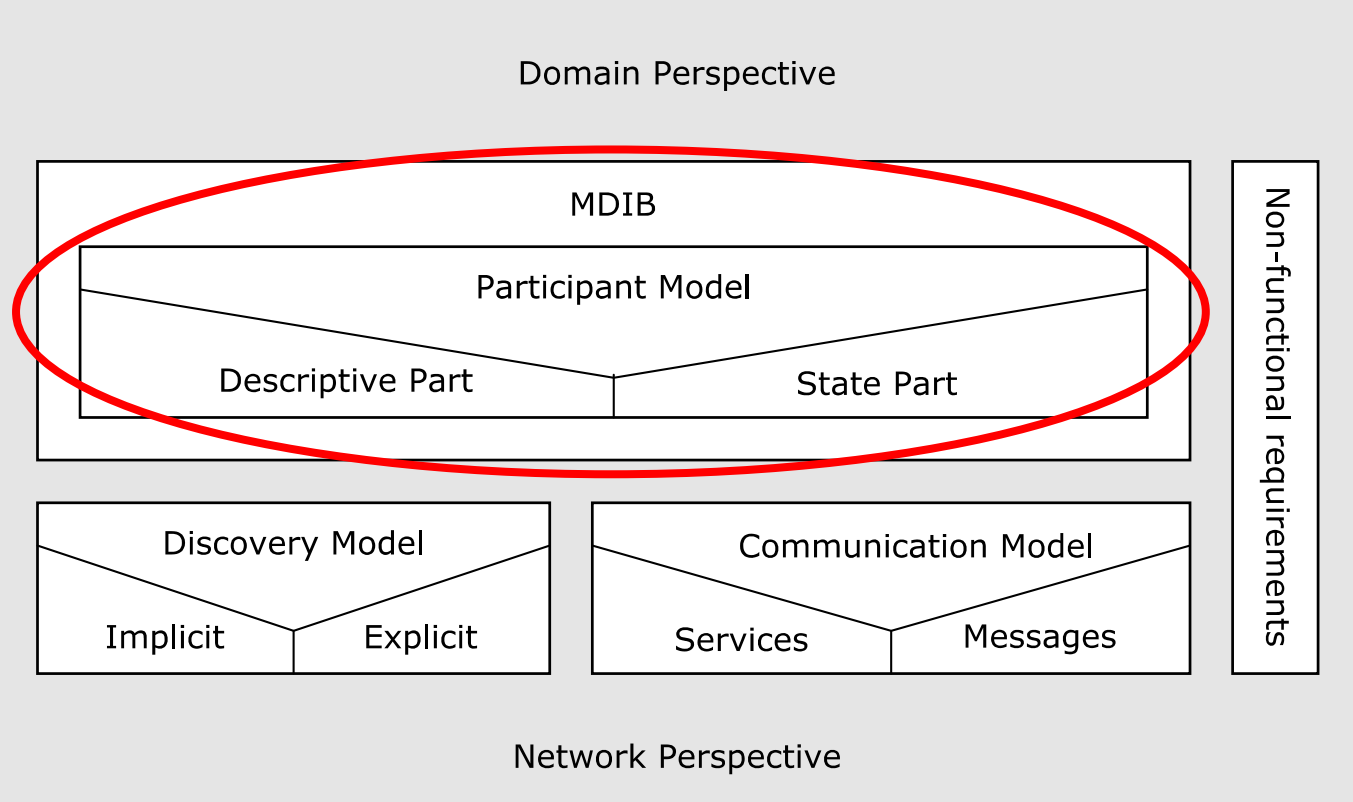 Domain Perspective
MDIB
Participant Model
Descriptive Part
State Part
Non-functional requirements
Discovery Model
Implicit
Explicit
Communication Model
Services
Messages
Network Perspective